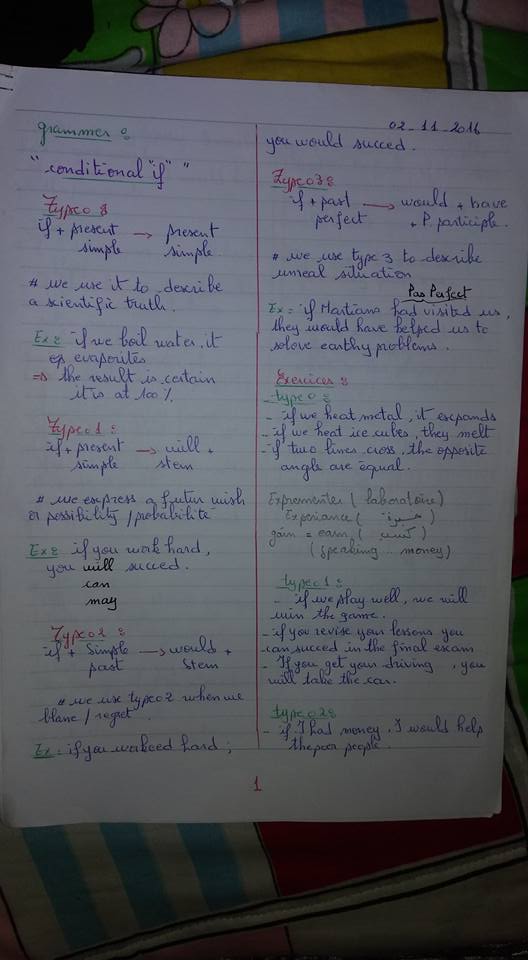 grammer :
"conditional "if" "
Type 0 :
if + present → present
simple simple
# we use it to describe
a scientific truth.
Ex : if we boil water, it
evaporites
⇒ the result is certain
it is at 100 %
Type 1 :
if + present → will +
simple stem
# we express a futur wish
or possibility / probabilité
Ex : if you work hard,
you will succed.
can
may
Type 02 :
if + Simple → would +
past Stem
# we use type 2 when we
blame / regret.
Ex : if you worked hard ;
02 - 11 - 2016
you would succed.
Type 03 :
if + past → would + have
perfect + P. participle.
# we use type 3 to describe
unreal situation
Pas Perfect
Ex : if Martians had visited us,
they would have helped us to
solove earthy problems.
Exercices :
type 0 :
- if we heat metal, it expands
- if we heat ice cubes, they melt
- if two lines cross, the opposite
angle are equal.
Exprementer ( laboratoire )
Experiance ( خبرة )
gain = earn ( كسب )
( speaking ... money )
type 1 :
- if we play well, we will
win the game.
- if you revise your lessons you
can succed in the final exam
- If you get your driving , you
will take the car.
type 02 :
- if I had money, I would help
the poor people.
1